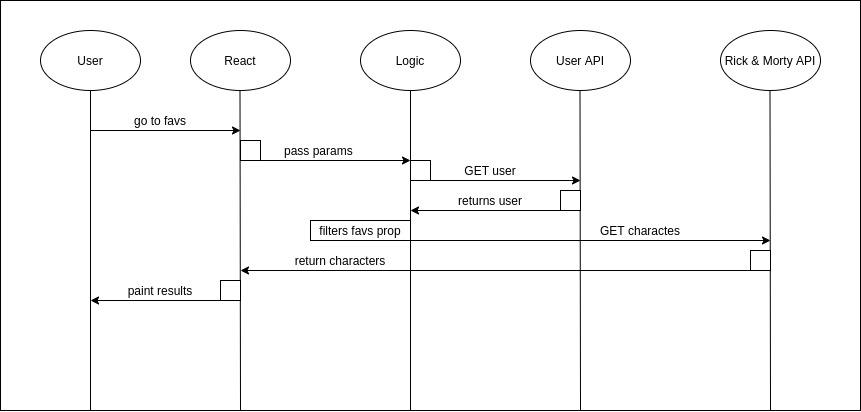 User
React
Logic
User API
Rick & Morty API
go to favs
pass params
GET user
returns user
filters favs prop
GET charactes
return characters
paint results